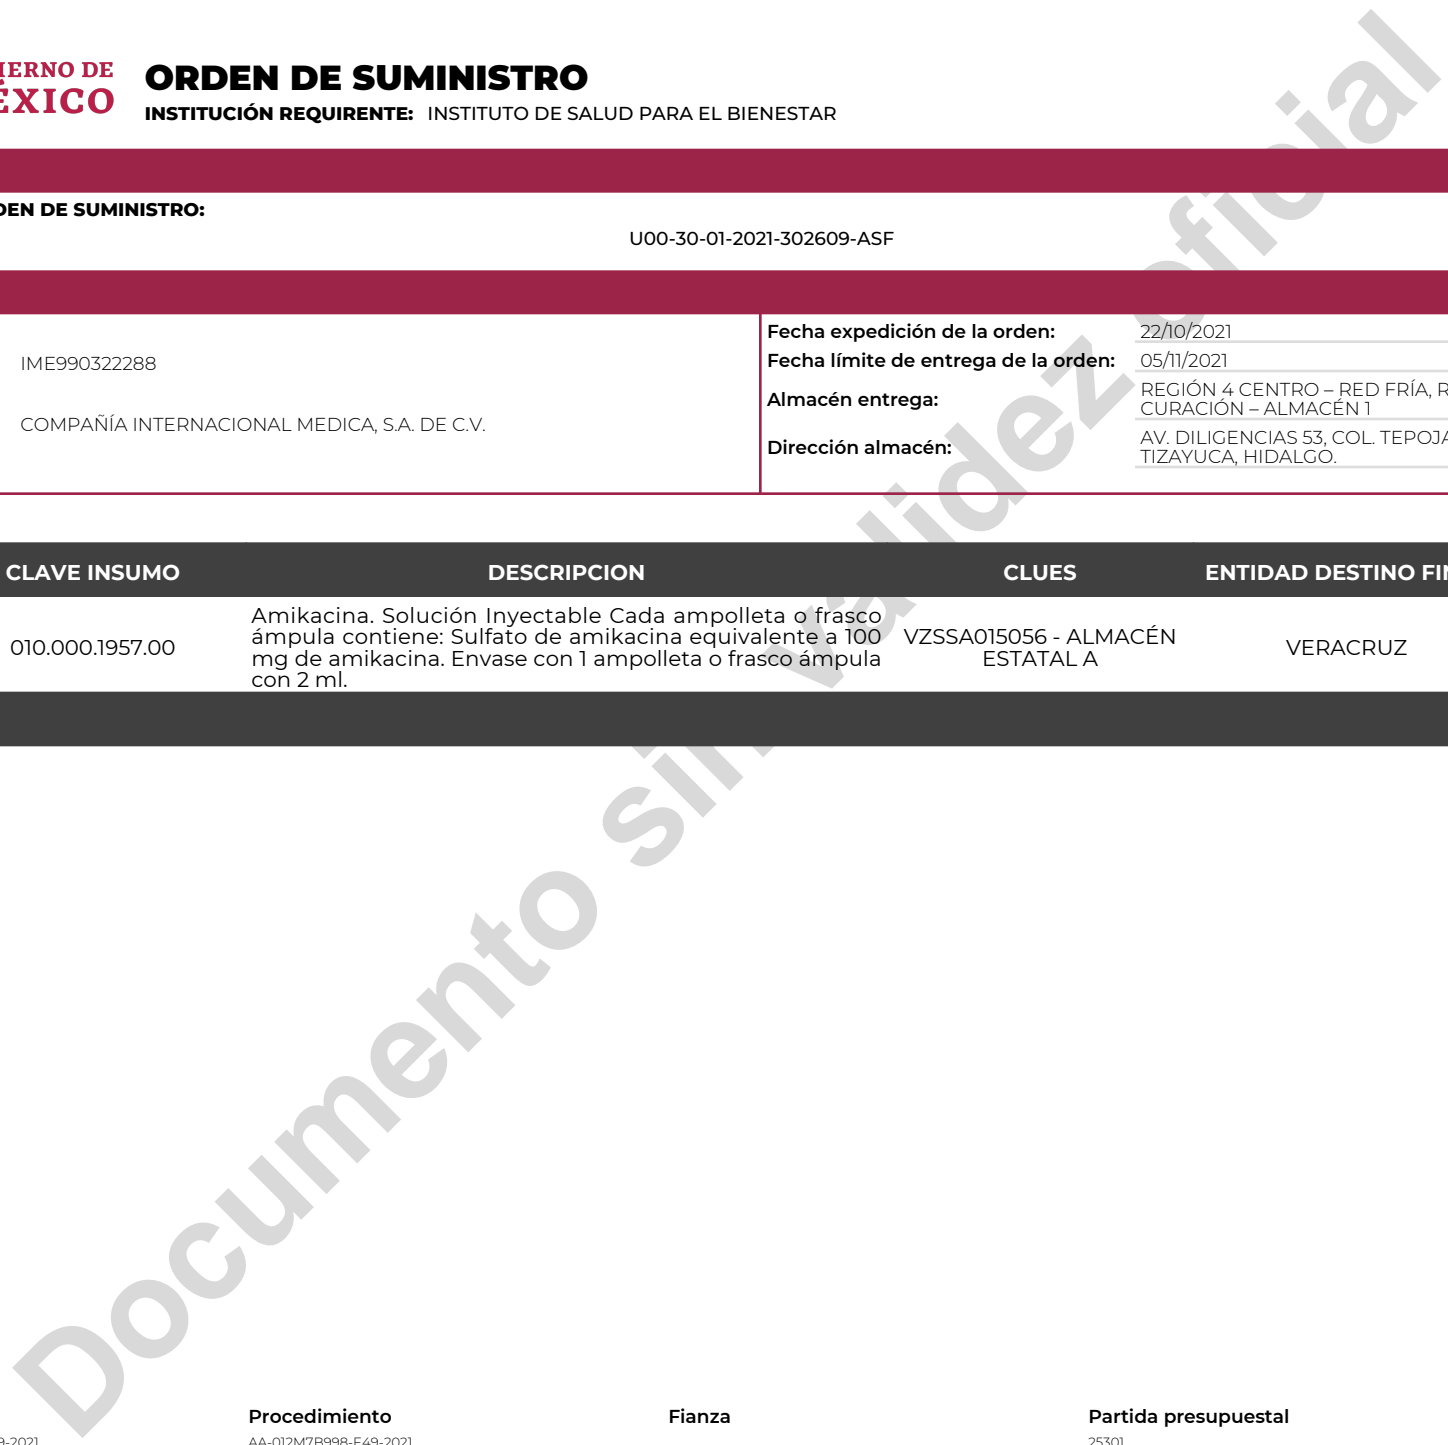 IERNO DE
ÉXICO
ORDEN DE SUMINISTRO
INSTITUCIÓN REQUIRENTE: INSTITUTO DE SALUD PARA EL BIENESTAR
DEN DE SUMINISTRO:
U00-30-01-2021-302609-ASF
IME990322288
COMPAÑÍA INTERNACIONAL MEDICA, S.A. DE C.V.
Fecha expedición de la orden: 22/10/2021
Fecha límite de entrega de la orden: 05/11/2021
Almacén entrega: REGIÓN 4 CENTRO – RED FRÍA, R
CURACIÓN – ALMACÉN 1
Dirección almacén: AV. DILIGENCIAS 53, COL. TEPOJA
TIZAYUCA, HIDALGO.
CLAVE INSUMO DESCRIPCION CLUES ENTIDAD DESTINO FIN
010.000.1957.00
Amikacina. Solución Inyectable Cada ampolleta o frasco
ámpula contiene: Sulfato de amikacina equivalente a 100
mg de amikacina. Envase con 1 ampolleta o frasco ámpula
con 2 ml.
VZSSA015056 - ALMACÉN
ESTATAL A
VERACRUZ
Documento sin validez oficial
Procedimiento Fianza Partida presupuestal
9-2021 AA-012M7B998-E49-2021 25301